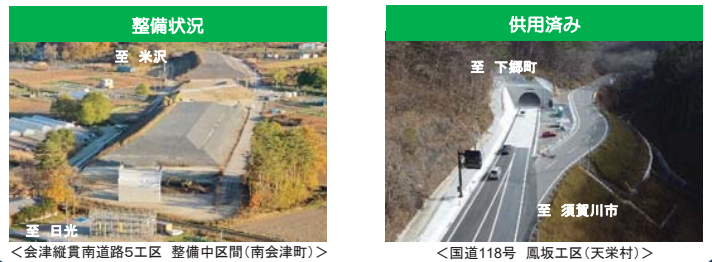 整備状況
至 米沢
至 日光
＜会津縦貫南道路5工区 整備中区間(南会津町)＞
供用済み
至 下郷町
至 須賀川市
＜国道118号 鳳坂工区(天栄村)＞